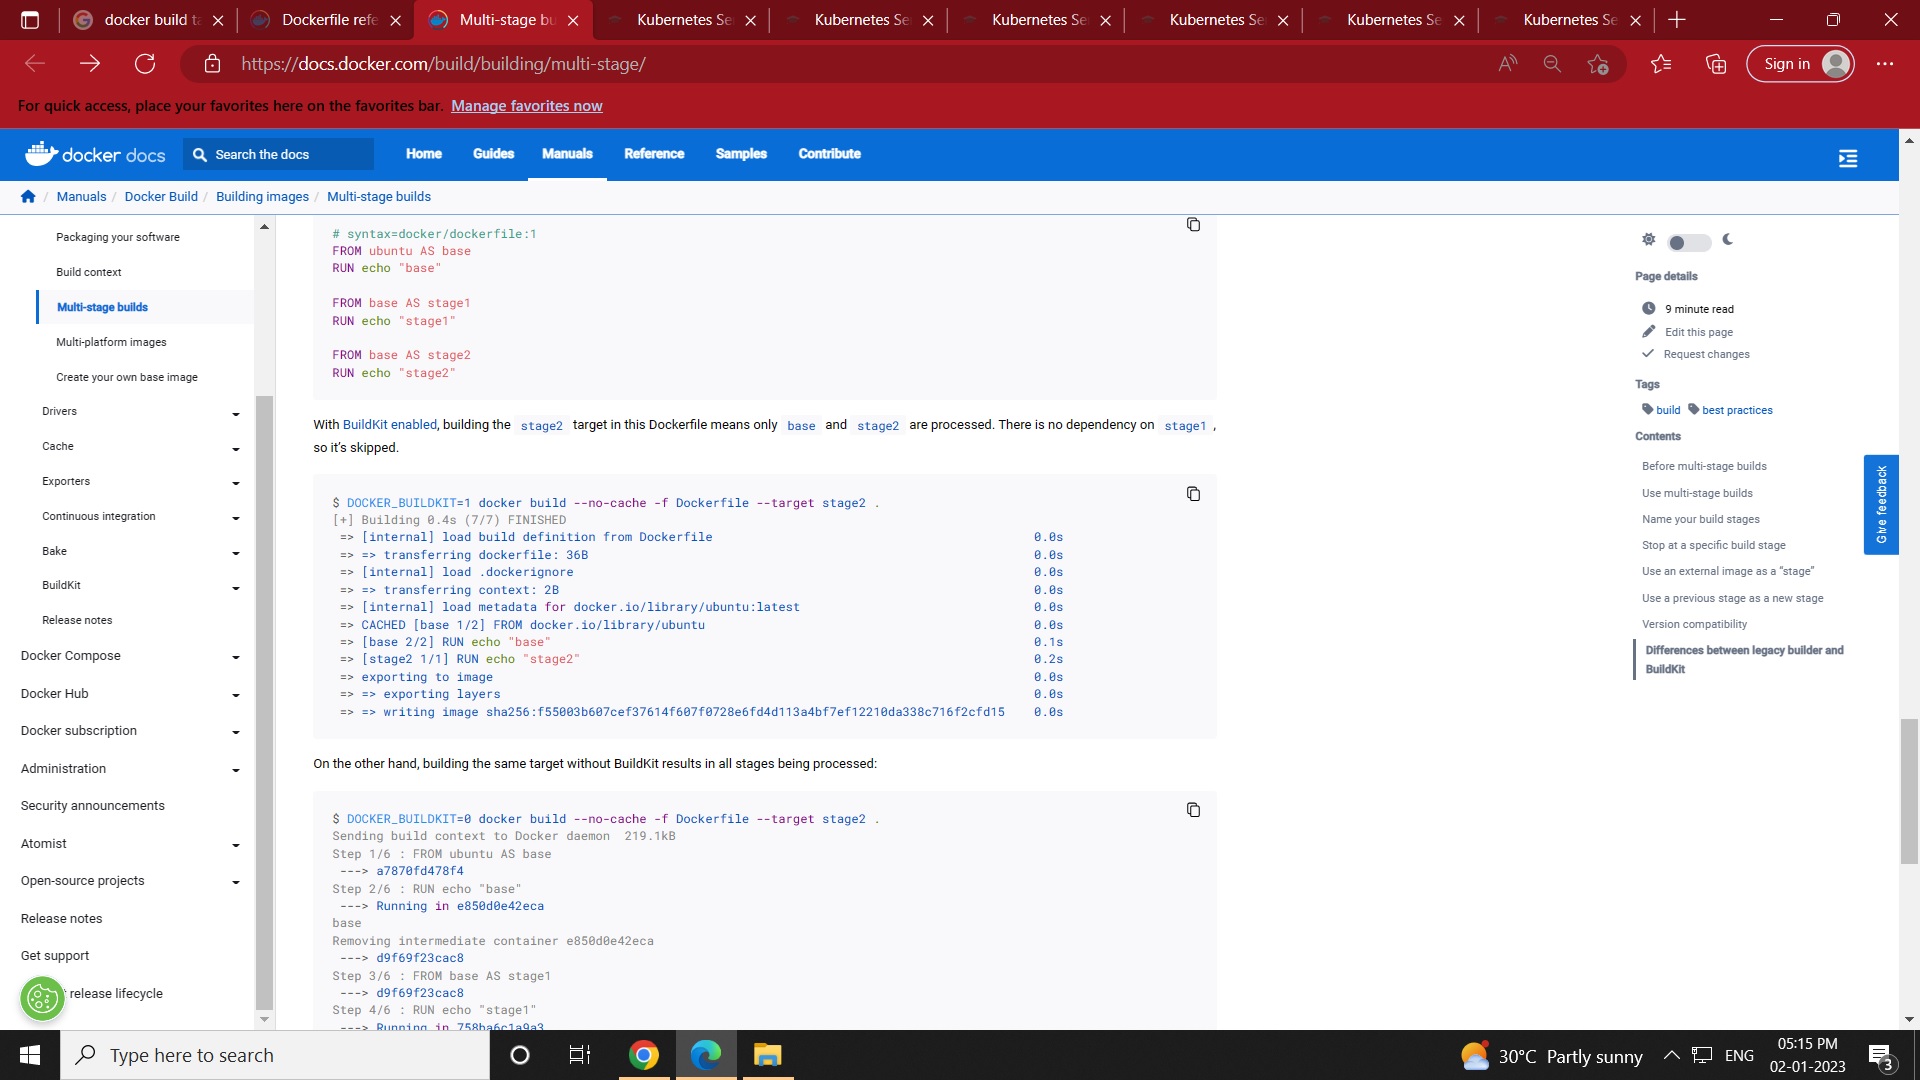 docker build ta
Dockerfile refe
Multi-stage bu
Kubernetes Se
Kubernetes Se
Kubernetes Se
Kubernetes Se
Kubernetes Se
Kubernetes Se
https://docs.docker.com/build/building/multi-stage/
Sign in
For quick access, place your favorites here on the favorites bar. Manage favorites now
docker docs
Search the docs
Home Guides Manuals Reference Samples Contribute
/ Manuals / Docker Build / Building images / Multi-stage builds
Packaging your software
Build context
Multi-stage builds
Multi-platform images
Create your own base image
Drivers
Cache
Exporters
Continuous integration
Bake
BuildKit
Release notes
Docker Compose
Docker Hub
Docker subscription
Administration
Security announcements
Atomist
Open-source projects
Release notes
Get support
release lifecycle
# syntax=docker/dockerfile:1
FROM ubuntu AS base
RUN echo "base"
FROM base AS stage1
RUN echo "stage1"
FROM base AS stage2
RUN echo "stage2"
With BuildKit enabled, building the stage2 target in this Dockerfile means only base and stage2 are processed. There is no dependency on stage1 ,
so it's skipped.
$ DOCKER_BUILDKIT=1 docker build --no-cache -f Dockerfile --target stage2 .
[+] Building 0.4s (7/7) FINISHED
=> [internal] load build definition from Dockerfile 0.0s
=> => transferring dockerfile: 36B 0.0s
=> [internal] load .dockerignore 0.0s
=> => transferring context: 2B 0.0s
=> [internal] load metadata for docker.io/library/ubuntu:latest 0.0s
=> CACHED [base 1/2] FROM docker.io/library/ubuntu 0.0s
=> [base 2/2] RUN echo "base" 0.1s
=> [stage2 1/1] RUN echo "stage2" 0.2s
=> exporting to image 0.0s
=> => exporting layers 0.0s
=> => writing image sha256:f55003b607cef37614f607f0728e6fd4d113a4bf7ef12210da338c716f2cfd15 0.0s
On the other hand, building the same target without BuildKit results in all stages being processed:
$ DOCKER_BUILDKIT=0 docker build --no-cache -f Dockerfile --target stage2 .
Sending build context to Docker daemon 219.1kB
Step 1/6 : FROM ubuntu AS base
---> a7870fd478f4
Step 2/6 : RUN echo "base"
---> Running in e850d0e42eca
base
Removing intermediate container e850d0e42eca
---> d9f69f23cac8
Step 3/6 : FROM base AS stage1
---> d9f69f23cac8
Step 4/6 : RUN echo "stage1"
---> Running in 758ba6c1a9a3
Page details
9 minute read
Edit this page
Request changes
Tags
build best practices
Contents
Before multi-stage builds
Use multi-stage builds
Name your build stages
Stop at a specific build stage
Use an external image as a "stage"
Use a previous stage as a new stage
Version compatibility
Differences between legacy builder and
BuildKit
Give feedback
Type here to search
30°C Partly sunny
ENG
05:15 PM
02-01-2023
3